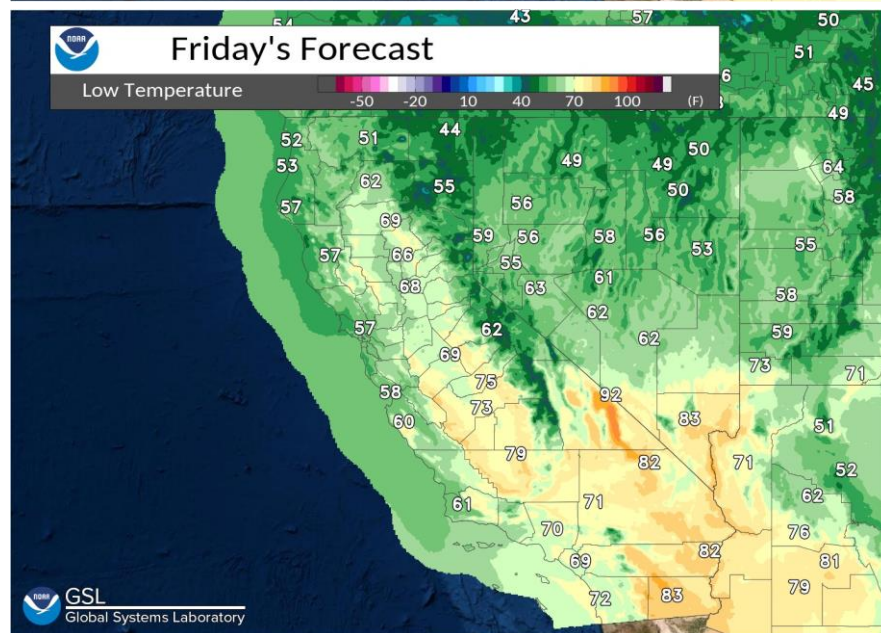 54 43 57 50
NOAA
Friday's Forecast
51
Low Temperature
-50 -20 10 40 70 100 (F)
45
49
52 51 44 50
53 49 49 64
62 55 50 58
57 69 56
59 56 58 56 53 55
57 66 55
68 63 61 58
57 62 62 62 59
69 73 71
75
58 73 92 83 51
60
79 82 71 52
61 71 62
70 76
69 82 81
72 83 79
NOAA
GSL
Global Systems Laboratory